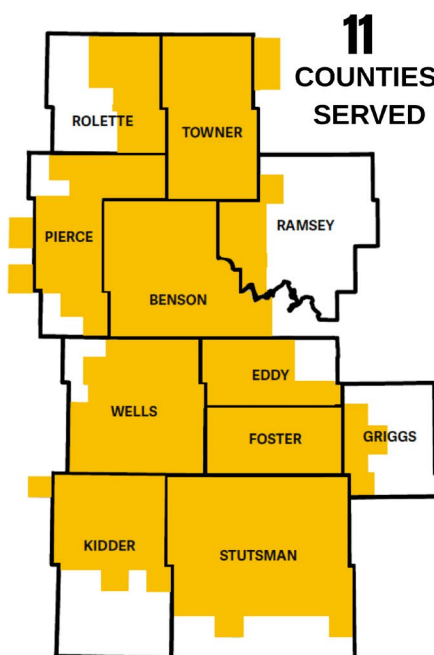 11
COUNTIES
SERVED
ROLETTE
TOWNER
PIERCE
RAMSEY
BENSON
EDDY
WELLS
FOSTER
GRIGGS
KIDDER
STUTSMAN